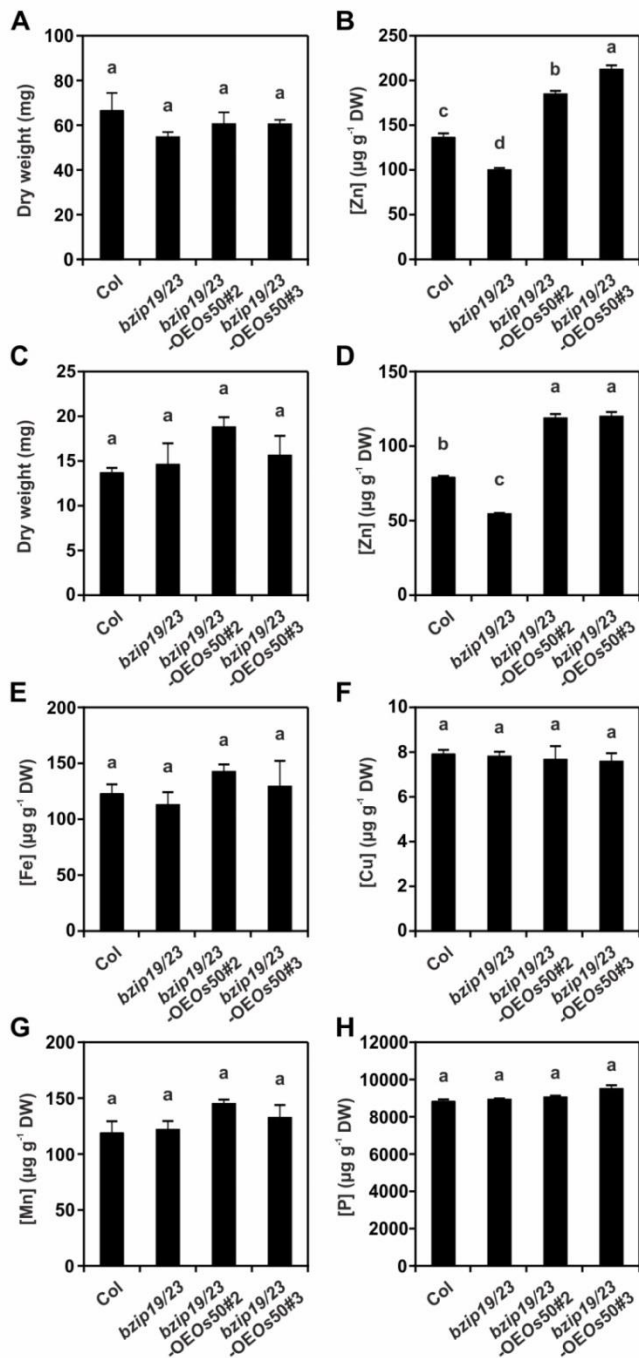 A
Dry weight (mg)
100
80
60
40
20
0
a
a
a
a
Col
bzip19/23
bzip19/23
-OEOs50#2
bzip19/23
-OEOs50#3
B
[Zn] (µg g⁻¹ DW)
250
200
150
100
50
0
c
d
b
a
Col
bzip19/23
bzip19/23
-OEOs50#2
bzip19/23
-OEOs50#3
C
Dry weight (mg)
25
20
15
10
5
0
a
a
a
a
Col
bzip19/23
bzip19/23
-OEOs50#2
bzip19/23
-OEOs50#3
D
[Zn] (µg g⁻¹ DW)
150
100
50
0
b
c
a
a
Col
bzip19/23
bzip19/23
-OEOs50#2
bzip19/23
-OEOs50#3
E
[Fe] (µg g⁻¹ DW)
200
150
100
50
0
a
a
a
a
Col
bzip19/23
bzip19/23
-OEOs50#2
bzip19/23
-OEOs50#3
F
[Cu] (µg g⁻¹ DW)
10
8
6
4
2
0
a
a
a
a
Col
bzip19/23
bzip19/23
-OEOs50#2
bzip19/23
-OEOs50#3
G
[Mn] (µg g⁻¹ DW)
200
150
100
50
0
a
a
a
a
Col
bzip19/23
bzip19/23
-OEOs50#2
bzip19/23
-OEOs50#3
H
[P] (µg g⁻¹ DW)
12000
10000
8000
6000
4000
2000
0
a
a
a
a
Col
bzip19/23
bzip19/23
-OEOs50#2
bzip19/23
-OEOs50#3